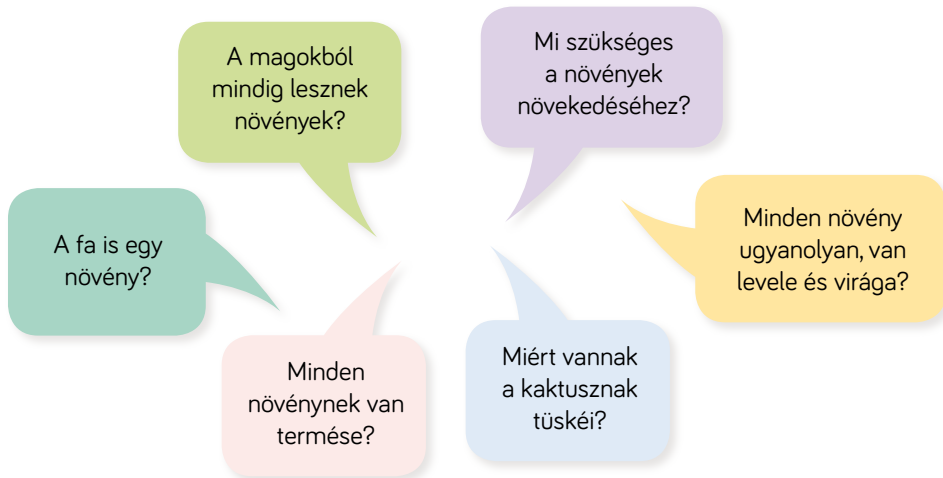 A magokból
mindig lesznek
növények?
Mi szükséges
a növények
növekedéséhez?
A fa is egy
növény?
Minden növény
ugyanolyan, van
levele és virága?
Minden
növénynek van
termése?
Miért vannak
a kaktusznak
tüskéi?